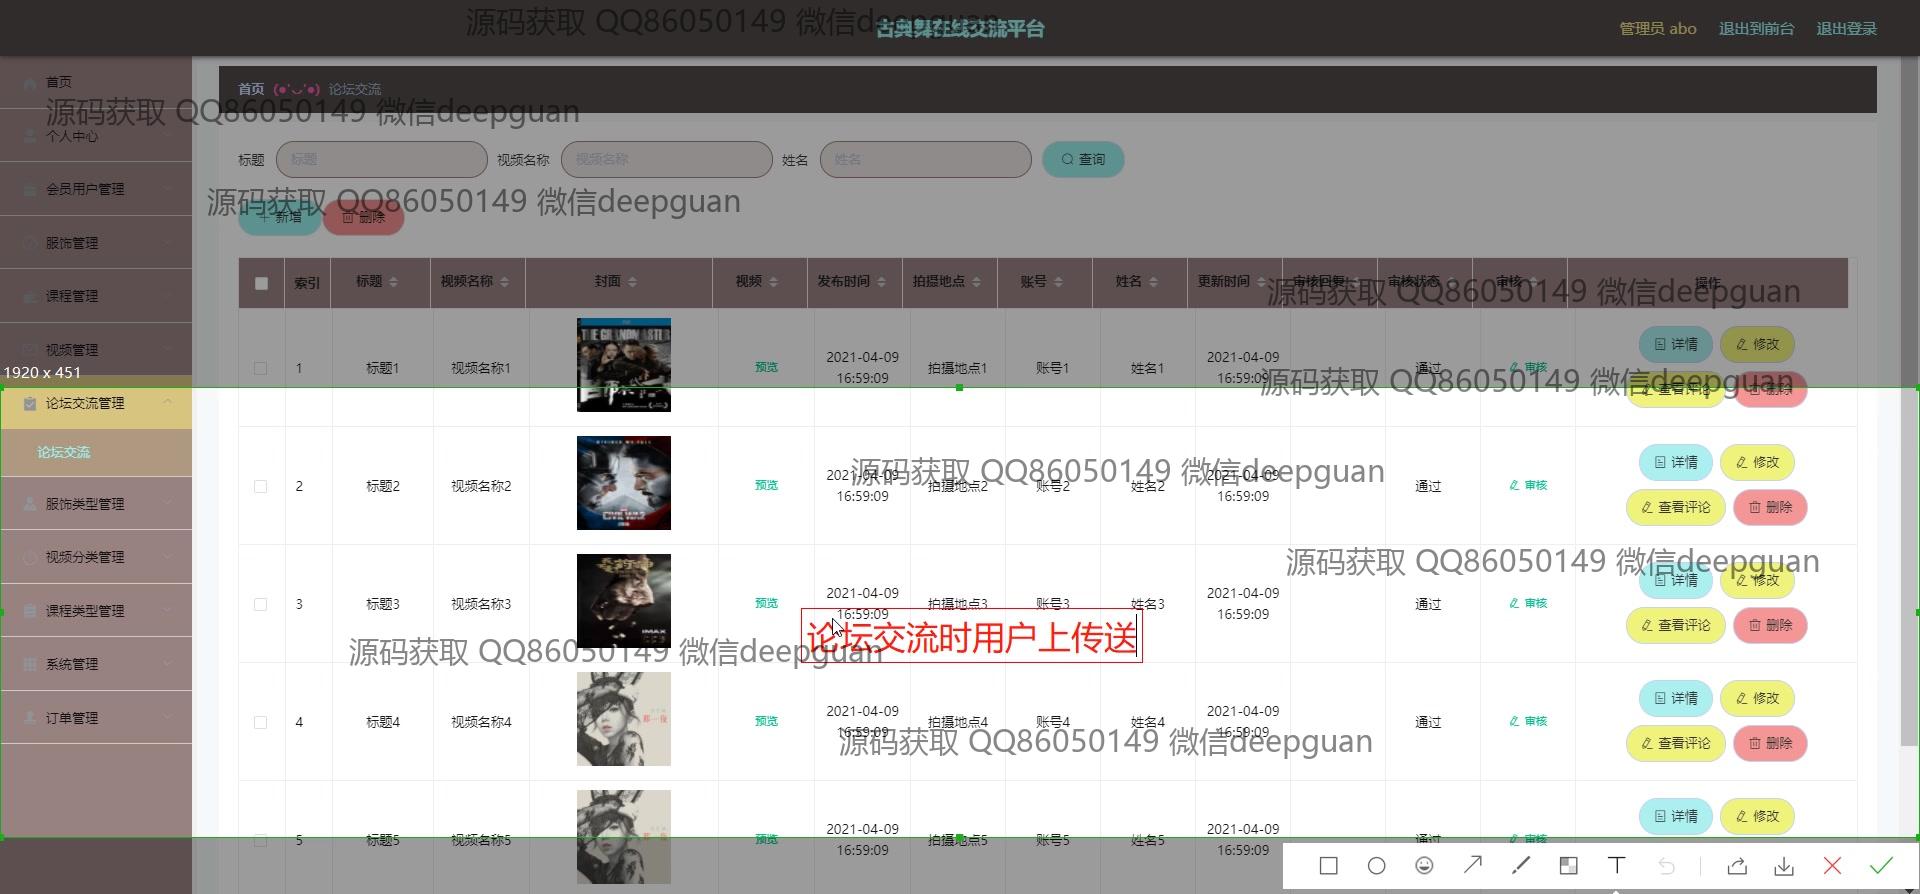 源码获取 QQ86050149 微信deepguan
古典舞在线交流平台
管理员 abo 退出到前台 退出登录
首页
首页 (●'◡'●) 论坛交流
源码获取 QQ86050149 微信deepguan
个人中心
标题 标题 视频名称 视频名称 姓名 姓名 查询
会员用户管理
源码获取 QQ86050149 微信deepguan
+ 新增 删除
服饰管理
索引 标题 视频名称 封面 视频 发布时间 拍摄地点 账号 姓名 更新时间 审核回复 审核状态 审核 操作
源码获取 QQ86050149 微信deepguan
课程管理
视频管理
THE GRANDMASTER
1 标题1 视频名称1 预览 2021-04-09 16:59:09 拍摄地点1 账号1 姓名1 2021-04-09 16:59:09 通过 审核 详情 修改
1920 x 451
源码获取 QQ86050149 微信deepguan
查看评论 删除
论坛交流管理
论坛交流
CIVIL WAR
2 标题2 视频名称2 预览 2021-04-09 16:59:09 拍摄地点2 账号2 姓名2 2021-04-09 16:59:09 通过 审核 详情 修改
源码获取 QQ86050149 微信deepguan
查看评论 删除
服饰类型管理
视频分类管理
源码获取 QQ86050149 微信deepguan
IMAX
3 标题3 视频名称3 预览 2021-04-09 16:59:09 拍摄地点3 账号3 姓名3 2021-04-09 16:59:09 通过 审核 详情 修改
查看评论 删除
课程类型管理
论坛交流时用户上传送
源码获取 QQ86050149 微信deepguan
系统管理
4 标题4 视频名称4 预览 2021-04-09 16:59:09 拍摄地点4 账号4 姓名4 2021-04-09 16:59:09 通过 审核 详情 修改
订单管理
源码获取 QQ86050149 微信deepguan
查看评论 删除
5 标题5 视频名称5 预览 2021-04-09 16:59:09 拍摄地点5 账号5 姓名5 2021-04-09 16:59:09 通过 审核 详情 修改
T